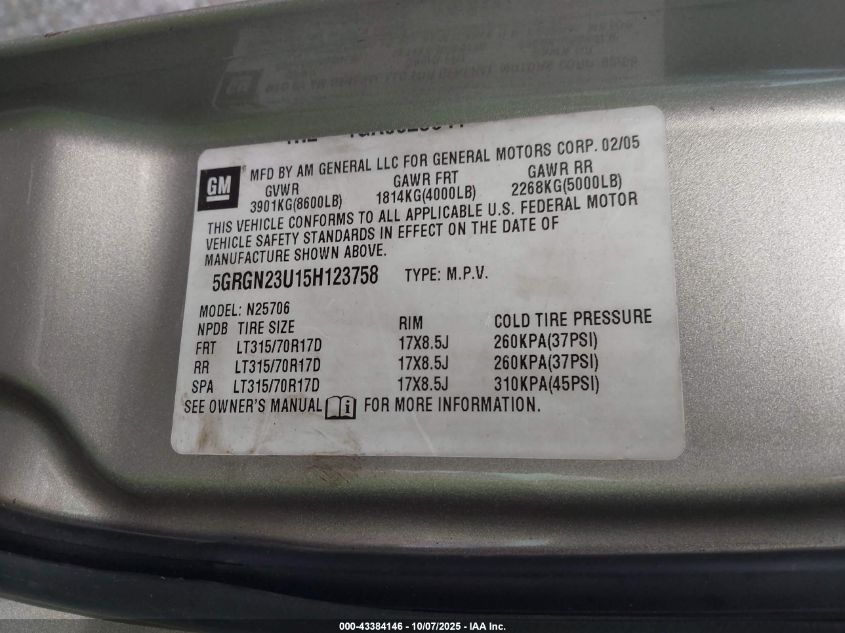 MFD BY AM GENERAL LLC FOR GENERAL MOTORS CORP. 02/05
GM
GVWR GAWR FRT GAWR RR
3901KG(8600LB) 1814KG(4000LB) 2268KG(5000LB)
THIS VEHICLE CONFORMS TO ALL APPLICABLE U.S. FEDERAL MOTOR
VEHICLE SAFETY STANDARDS IN EFFECT ON THE DATE OF
MANUFACTURE SHOWN ABOVE.
5GRGN23U15H123758 TYPE: M.P.V.
MODEL: N25706
NPDB TIRE SIZE RIM COLD TIRE PRESSURE
FRT LT315/70R17D 17X8.5J 260KPA(37PSI)
RR LT315/70R17D 17X8.5J 260KPA(37PSI)
SPA LT315/70R17D 17X8.5J 310KPA(45PSI)
SEE OWNER'S MANUAL FOR MORE INFORMATION.
000-43384146 - 10/07/2025 - IAA Inc.